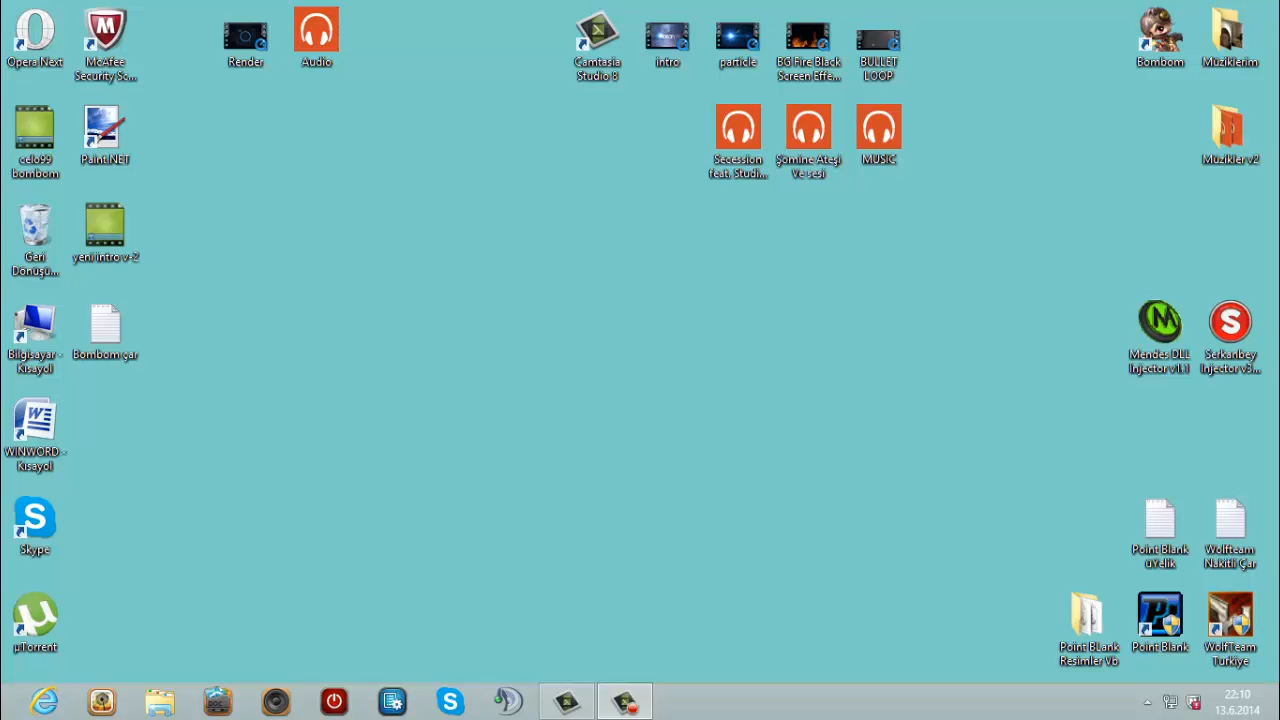 Opera Next
McAfee
Security Sc...
Render
Audio
Camtasia
Studio 8
intro
particle
BG Fire Black
Screen Effe...
BULLET
LOOP
Bombom
Müziklerim
celo99
bombom
Paint.NET
Secession
feat. Studi...
Şömine Ateşi
Ve sesi
MUSIC
Müzikler v2
Geri
Dönüşü...
yeni intro v-2
Bilgisayar -
Kısayol
Bombom çar
Mendes DLL
Injector v1.1
Serkanbey
Injector v3...
WINWORD -
Kısayol
Skype
Point Blank
üYelik
Wolfteam
Nakitli Çar
µTorrent
Point BLank
Resimler Vb
Point Blank
WolfTeam
Turkiye
DOC
22:10
13.6.2014